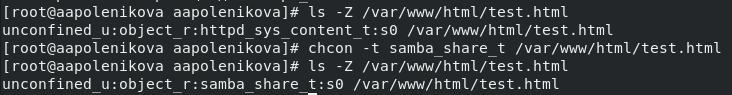 [root@aapolenikova aapolenikova]# ls -Z /var/www/html/test.html
unconfined_u:object_r:httpd_sys_content_t:s0 /var/www/html/test.html
[root@aapolenikova aapolenikova]# chcon -t samba_share_t /var/www/html/test.html
[root@aapolenikova aapolenikova]# ls -Z /var/www/html/test.html
unconfined_u:object_r:samba_share_t:s0 /var/www/html/test.html